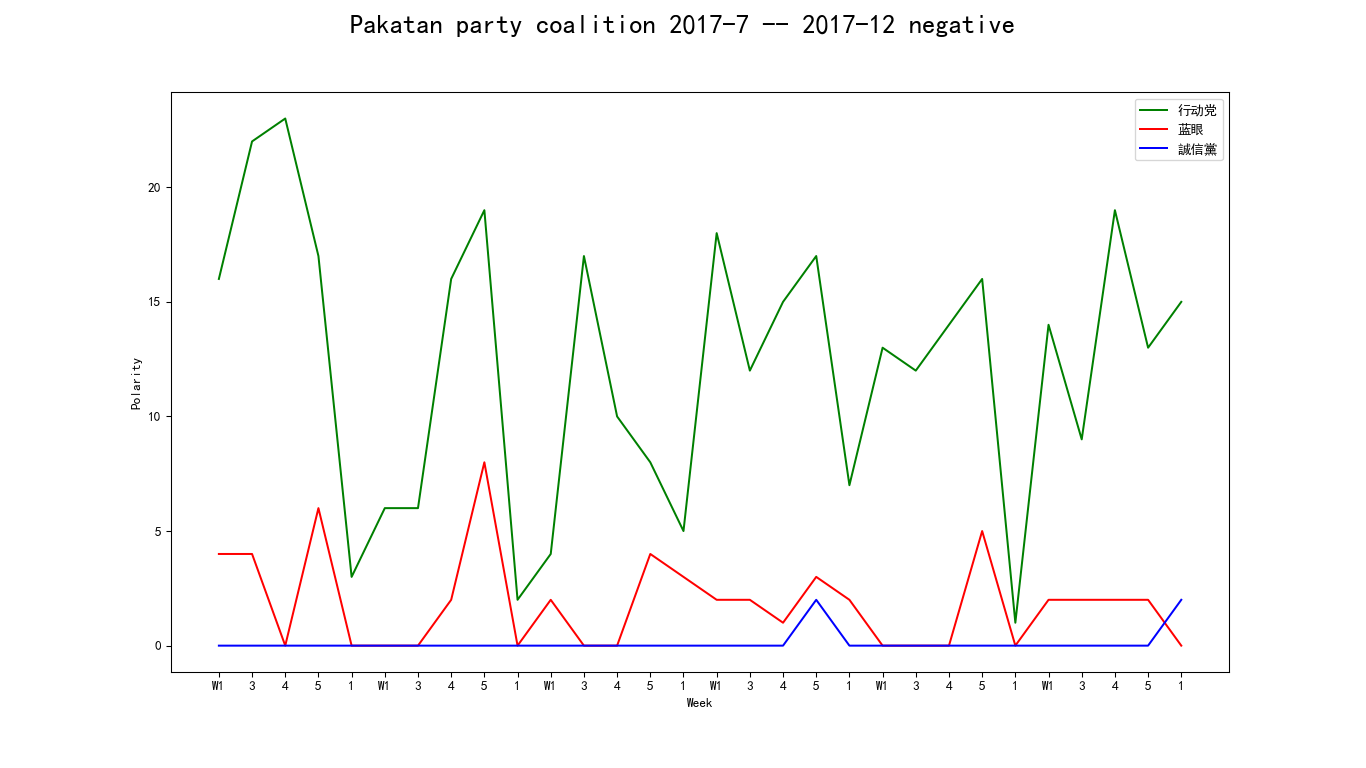 Pakatan party coalition 2017-7 -- 2017-12 negative
行动党
蓝眼
誠信黨
20
15
10
5
0
Polarity
W1 3 4 5 1 W1 3 4 5 1 W1 3 4 5 1 W1 3 4 5 1 W1 3 4 5 1 W1 3 4 5 1
Week